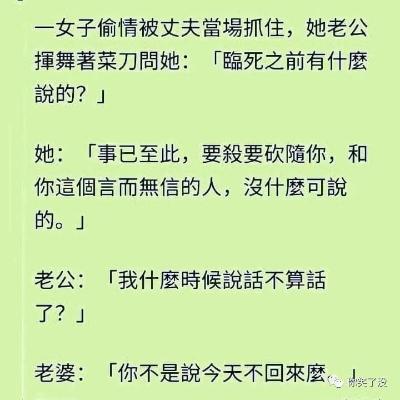 一女子偷情被丈夫當場抓住，她老公
揮舞著菜刀問她：「臨死之前有什麼
說的？」
她：「事已至此，要殺要砍隨你，和
你這個言而無信的人，沒什麼可說
的。」
老公：「我什麼時候說話不算話
了？」
老婆：「你不是說今天不回來麼。」
你笑了没